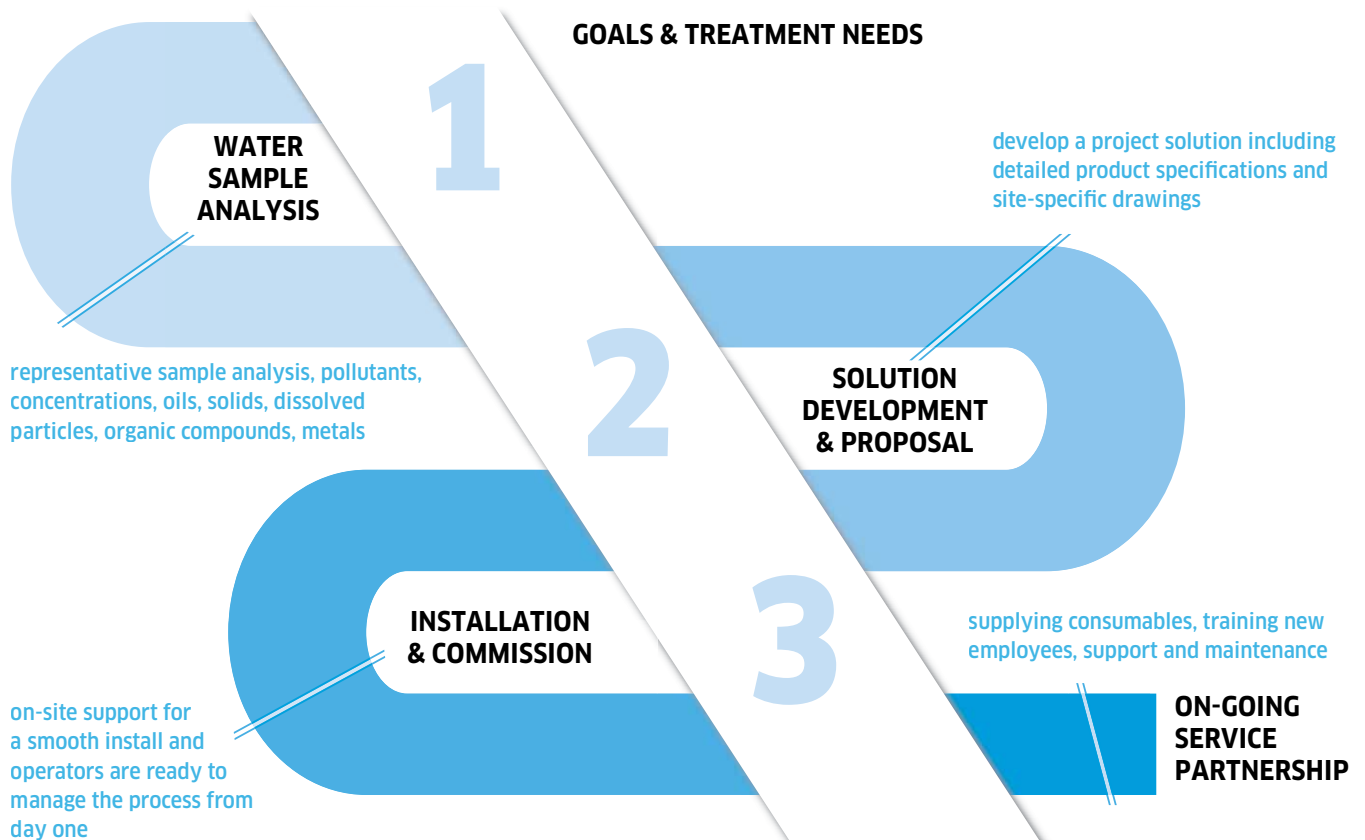 GOALS & TREATMENT NEEDS
1
WATER
SAMPLE
ANALYSIS
representative sample analysis, pollutants,
concentrations, oils, solids, dissolved
particles, organic compounds, metals
develop a project solution including
detailed product specifications and
site-specific drawings
2
SOLUTION
DEVELOPMENT
& PROPOSAL
INSTALLATION
& COMMISSION
on-site support for
a smooth install and
operators are ready to
manage the process from
day one
3
supplying consumables, training new
employees, support and maintenance
ON-GOING
SERVICE
PARTNERSHIP